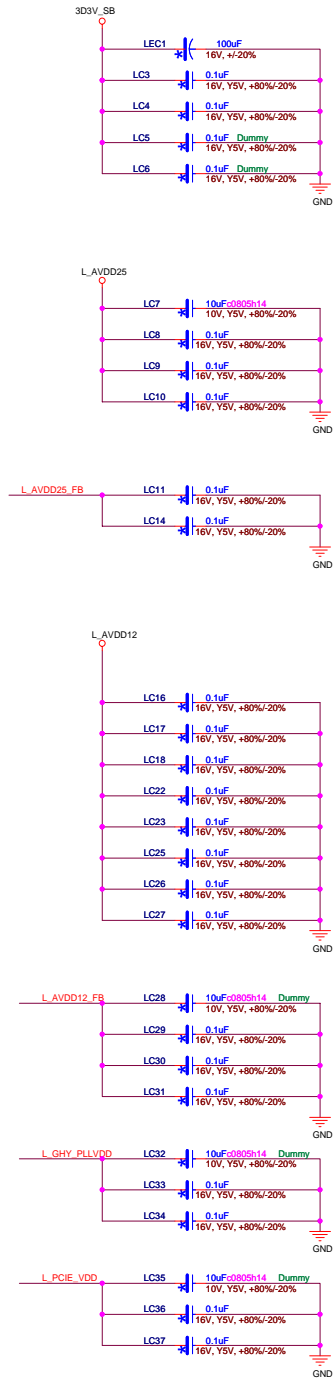 3D3V_SB
LEC1 100uF
16V, +/-20%
LC3 0.1uF
16V, Y5V, +80%/-20%
LC4 0.1uF
16V, Y5V, +80%/-20%
LC5 0.1uF Dummy
16V, Y5V, +80%/-20%
LC6 0.1uF Dummy
16V, Y5V, +80%/-20%
GND
L_AVDD25
LC7 10uFc0805h14
10V, Y5V, +80%/-20%
LC8 0.1uF
16V, Y5V, +80%/-20%
LC9 0.1uF
16V, Y5V, +80%/-20%
LC10 0.1uF
16V, Y5V, +80%/-20%
GND
L_AVDD25_FB LC11 0.1uF
16V, Y5V, +80%/-20%
LC14 0.1uF
16V, Y5V, +80%/-20%
GND
L_AVDD12
LC16 0.1uF
16V, Y5V, +80%/-20%
LC17 0.1uF
16V, Y5V, +80%/-20%
LC18 0.1uF
16V, Y5V, +80%/-20%
LC22 0.1uF
16V, Y5V, +80%/-20%
LC23 0.1uF
16V, Y5V, +80%/-20%
LC25 0.1uF
16V, Y5V, +80%/-20%
LC26 0.1uF
16V, Y5V, +80%/-20%
LC27 0.1uF
16V, Y5V, +80%/-20%
GND
L_AVDD12_FB LC28 10uFc0805h14 Dummy
10V, Y5V, +80%/-20%
LC29 0.1uF
16V, Y5V, +80%/-20%
LC30 0.1uF
16V, Y5V, +80%/-20%
LC31 0.1uF
16V, Y5V, +80%/-20%
GND
L_GHY_PLLVDD LC32 10uFc0805h14 Dummy
10V, Y5V, +80%/-20%
LC33 0.1uF
16V, Y5V, +80%/-20%
LC34 0.1uF
16V, Y5V, +80%/-20%
GND
L_PCIE_VDD LC35 10uFc0805h14 Dummy
10V, Y5V, +80%/-20%
LC36 0.1uF
16V, Y5V, +80%/-20%
LC37 0.1uF
16V, Y5V, +80%/-20%
GND